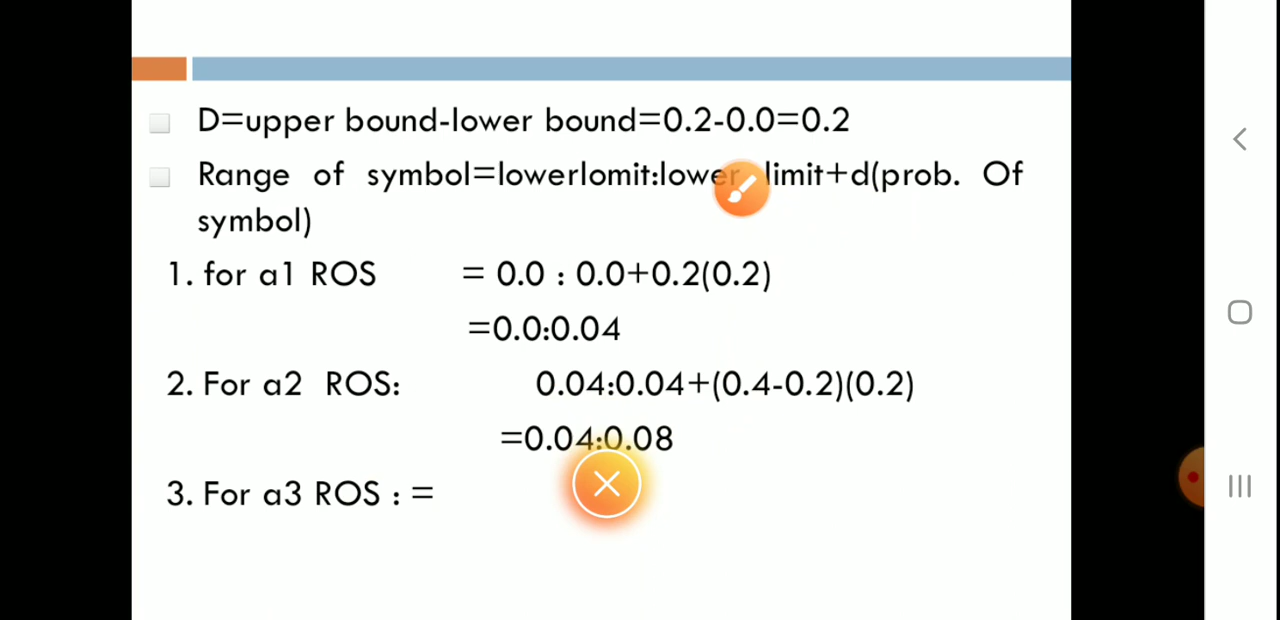 D=upper bound-lower bound=0.2-0.0=0.2
Range of symbol=lowerlomit:lower limit+d(prob. Of
symbol)
1. for a1 ROS = 0.0 : 0.0+0.2(0.2)
=0.0:0.04
2. For a2 ROS: 0.04:0.04+(0.4-0.2)(0.2)
=0.04:0.08
3. For a3 ROS : =